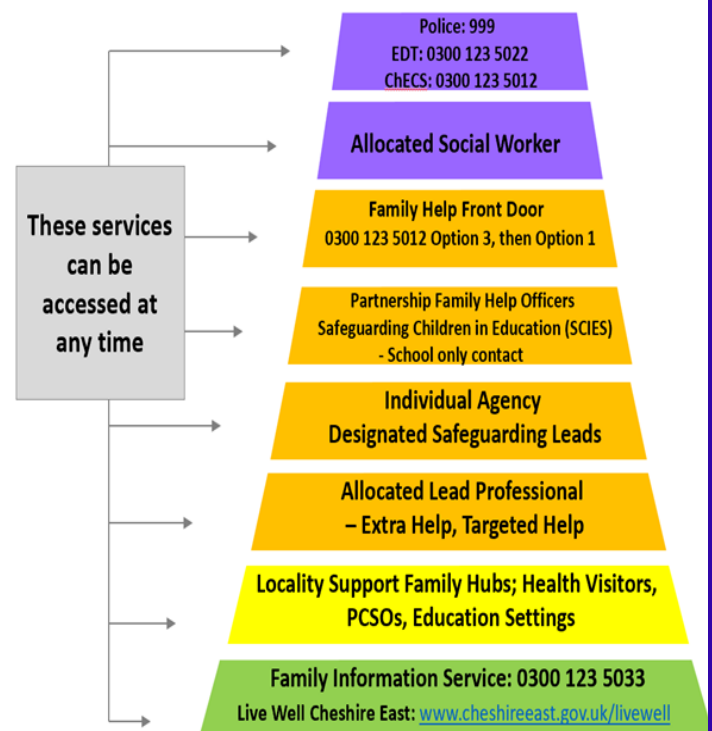 Police: 999
EDT: 0300 123 5022
ChECS: 0300 123 5012
Allocated Social Worker
These services
can be
accessed at
any time
Family Help Front Door
0300 123 5012 Option 3, then Option 1
Partnership Family Help Officers
Safeguarding Children in Education (SCIES)
- School only contact
Individual Agency
Designated Safeguarding Leads
Allocated Lead Professional
– Extra Help, Targeted Help
Locality Support Family Hubs; Health Visitors,
PCSOs, Education Settings
Family Information Service: 0300 123 5033
Live Well Cheshire East: www.cheshireeast.gov.uk/livewell